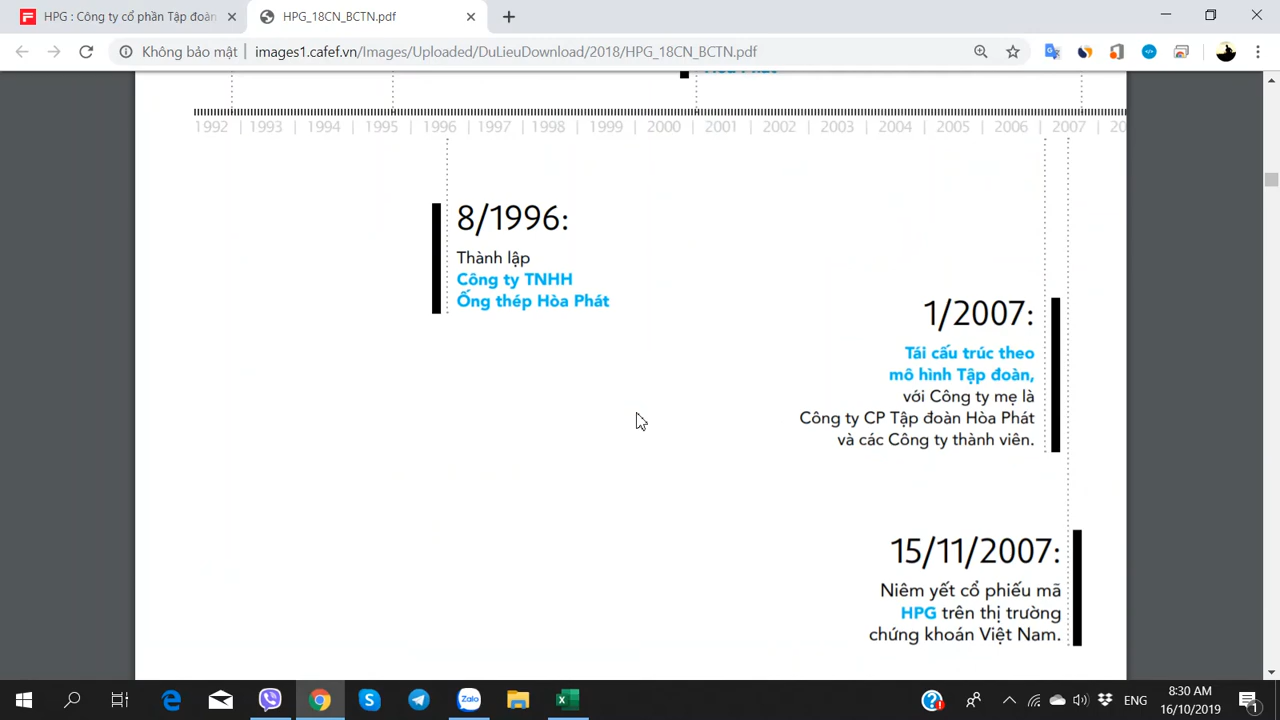 HPG : Công ty cổ phần Tập đoàn
HPG_18CN_BCTN.pdf
Không bảo mật
images1.cafef.vn/Images/Uploaded/DuLieuDownload/2018/HPG_18CN_BCTN.pdf
1992 | 1993 | 1994 | 1995 | 1996 | 1997 | 1998 | 1999 | 2000 | 2001 | 2002 | 2003 | 2004 | 2005 | 2006 | 2007 | 20
8/1996:
Thành lập
Công ty TNHH
Ống thép Hòa Phát
1/2007:
Tái cấu trúc theo
mô hình Tập đoàn,
với Công ty mẹ là
Công ty CP Tập đoàn Hòa Phát
và các Công ty thành viên.
15/11/2007:
Niêm yết cổ phiếu mã
HPG trên thị trường
chứng khoán Việt Nam.
Zalo
ENG
8:30 AM
16/10/2019
1